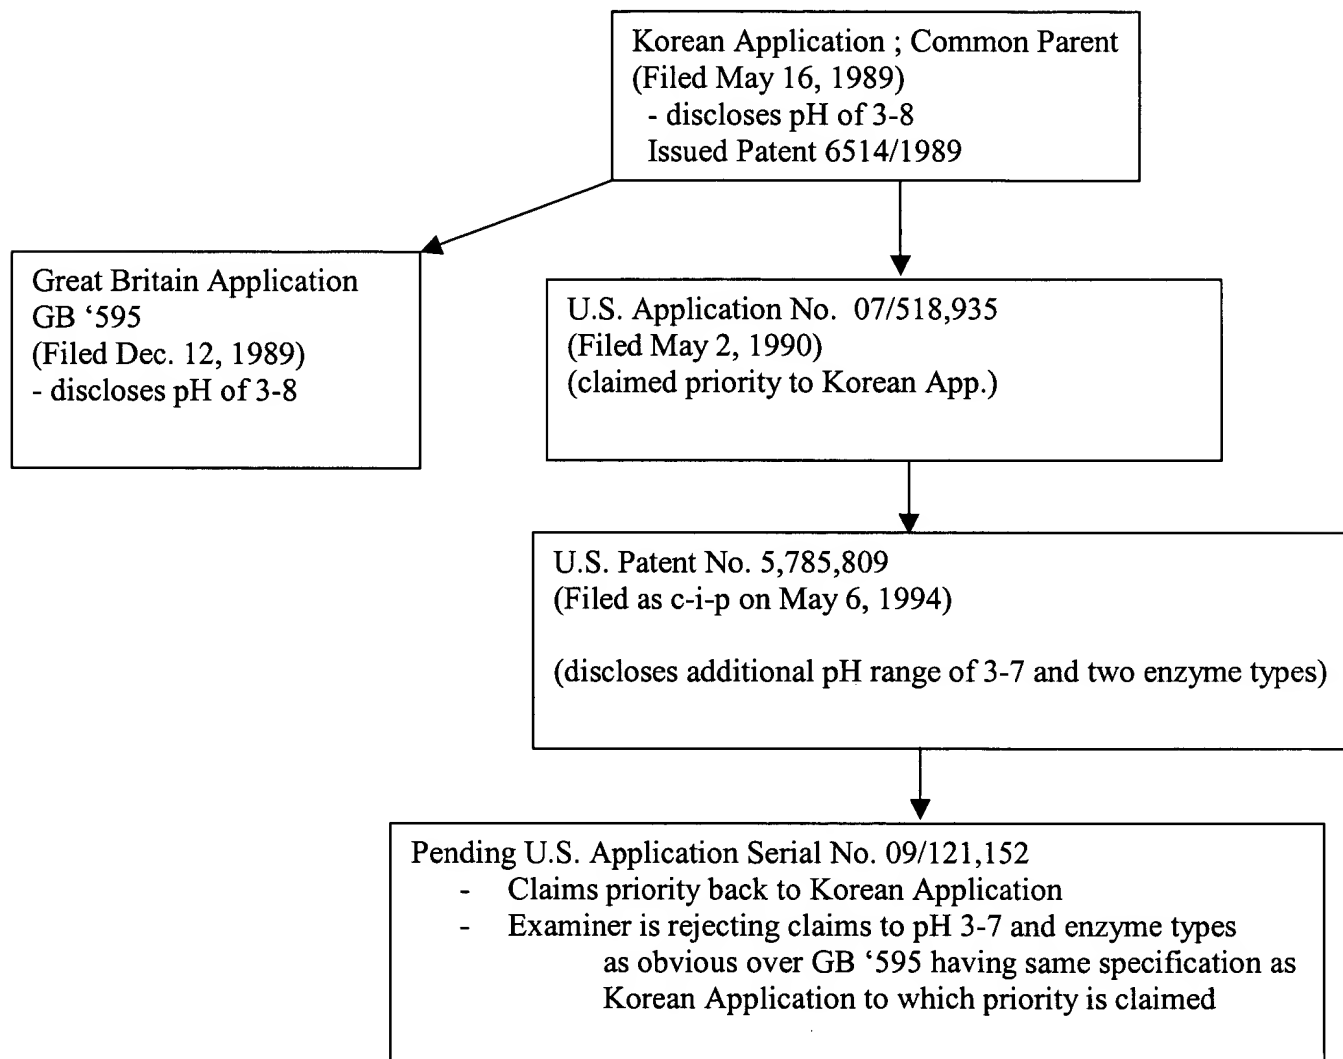 Korean Application ; Common Parent
(Filed May 16, 1989)
- discloses pH of 3-8
Issued Patent 6514/1989
Great Britain Application
GB ‘595
(Filed Dec. 12, 1989)
- discloses pH of 3-8
U.S. Application No. 07/518,935
(Filed May 2, 1990)
(claimed priority to Korean App.)
U.S. Patent No. 5,785,809
(Filed as c-i-p on May 6, 1994)
(discloses additional pH range of 3-7 and two enzyme types)
Pending U.S. Application Serial No. 09/121,152
- Claims priority back to Korean Application
- Examiner is rejecting claims to pH 3-7 and enzyme types
as obvious over GB ‘595 having same specification as
Korean Application to which priority is claimed